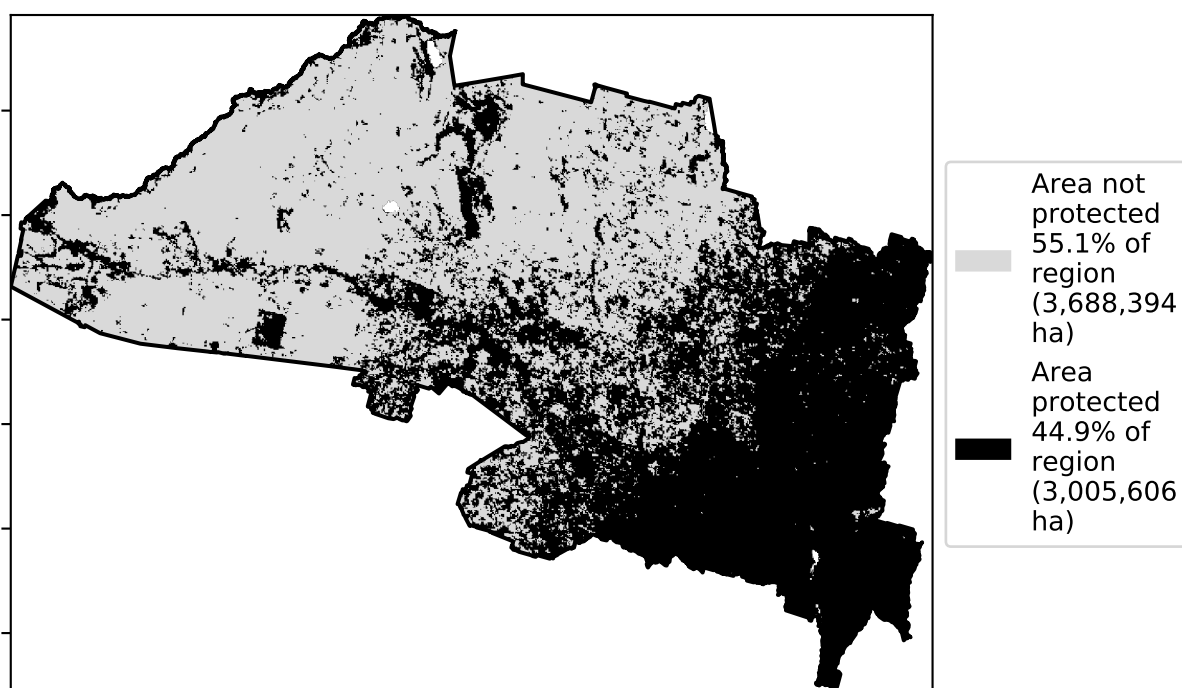 Area not
protected
55.1% of
region
(3,688,394
ha)
Area
protected
44.9% of
region
(3,005,606
ha)